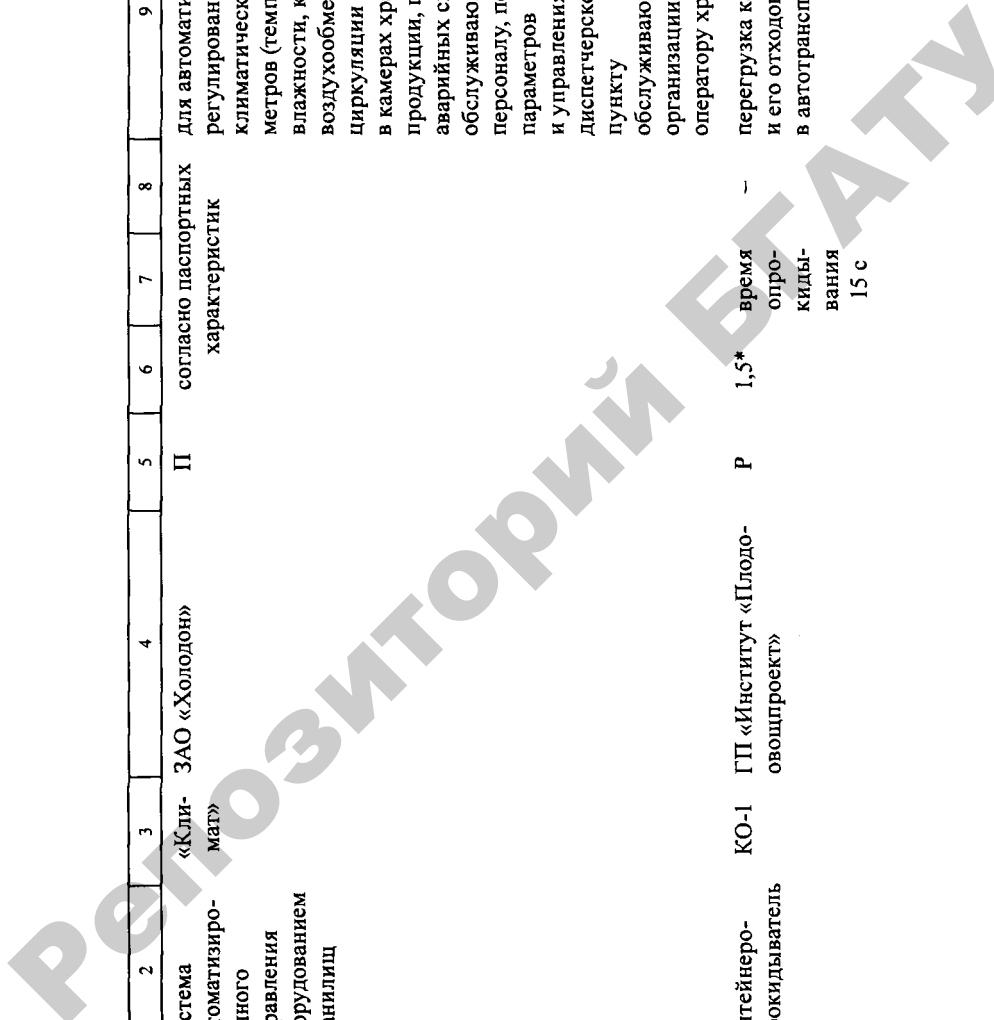 2 3 4 5 6 7 8 9
стема
томатизиро-
нного
равления
орудованием
анилищ
«Кли-
мат»
ЗАО «Холодон»
П
согласно паспортных
характеристик
для автомати
регулирован
климатическ
метров (темп
влажности, к
воздухообме
циркуляции
в камерах хр
продукции, п
аварийных с
обслуживаю
персоналу, п
параметров
и управления
диспетчерско
пункту
обслуживаю
организации
оператору хр
тейнеро-
рокидыватель
КО-1
ГП «Институт «Плодо-
овощпроект»
Р
1,5*
время
опро-
киды-
вания
15 с
–
перегрузка к
и его отходо
в автотрансп
Репозиторий БГАТУ